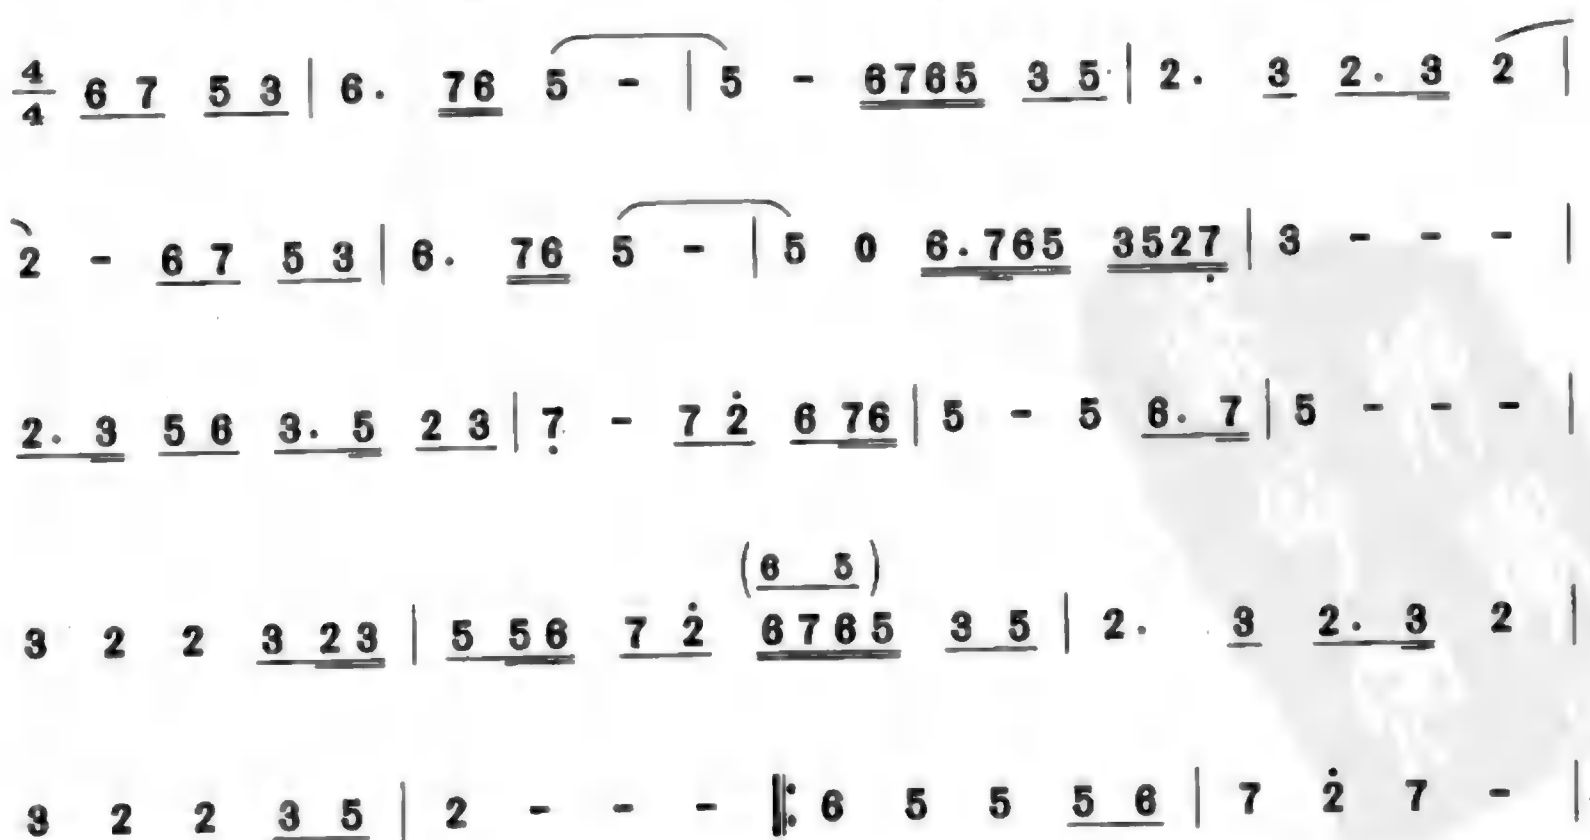 4/4 6 7 5 3 | 6. 76 5 - | 5 - 6765 3 5 | 2. 3 2. 3 2 |
2 - 6 7 5 3 | 6. 76 5 - | 5 0 6.765 3527̣ | 3 - - - |
2. 3 5 6 3. 5 2 3 | 7̣ - 7 2̇ 6 76 | 5 - 5 6. 7 | 5 - - - |
(6 5)
3 2 2 3 23 | 5 56 7 2̇ 6765 3 5 | 2. 3 2. 3 2 |
3 2 2 3 5 | 2 - - - ‖: 6 5 5 5 6 | 7 2̇ 7 - |